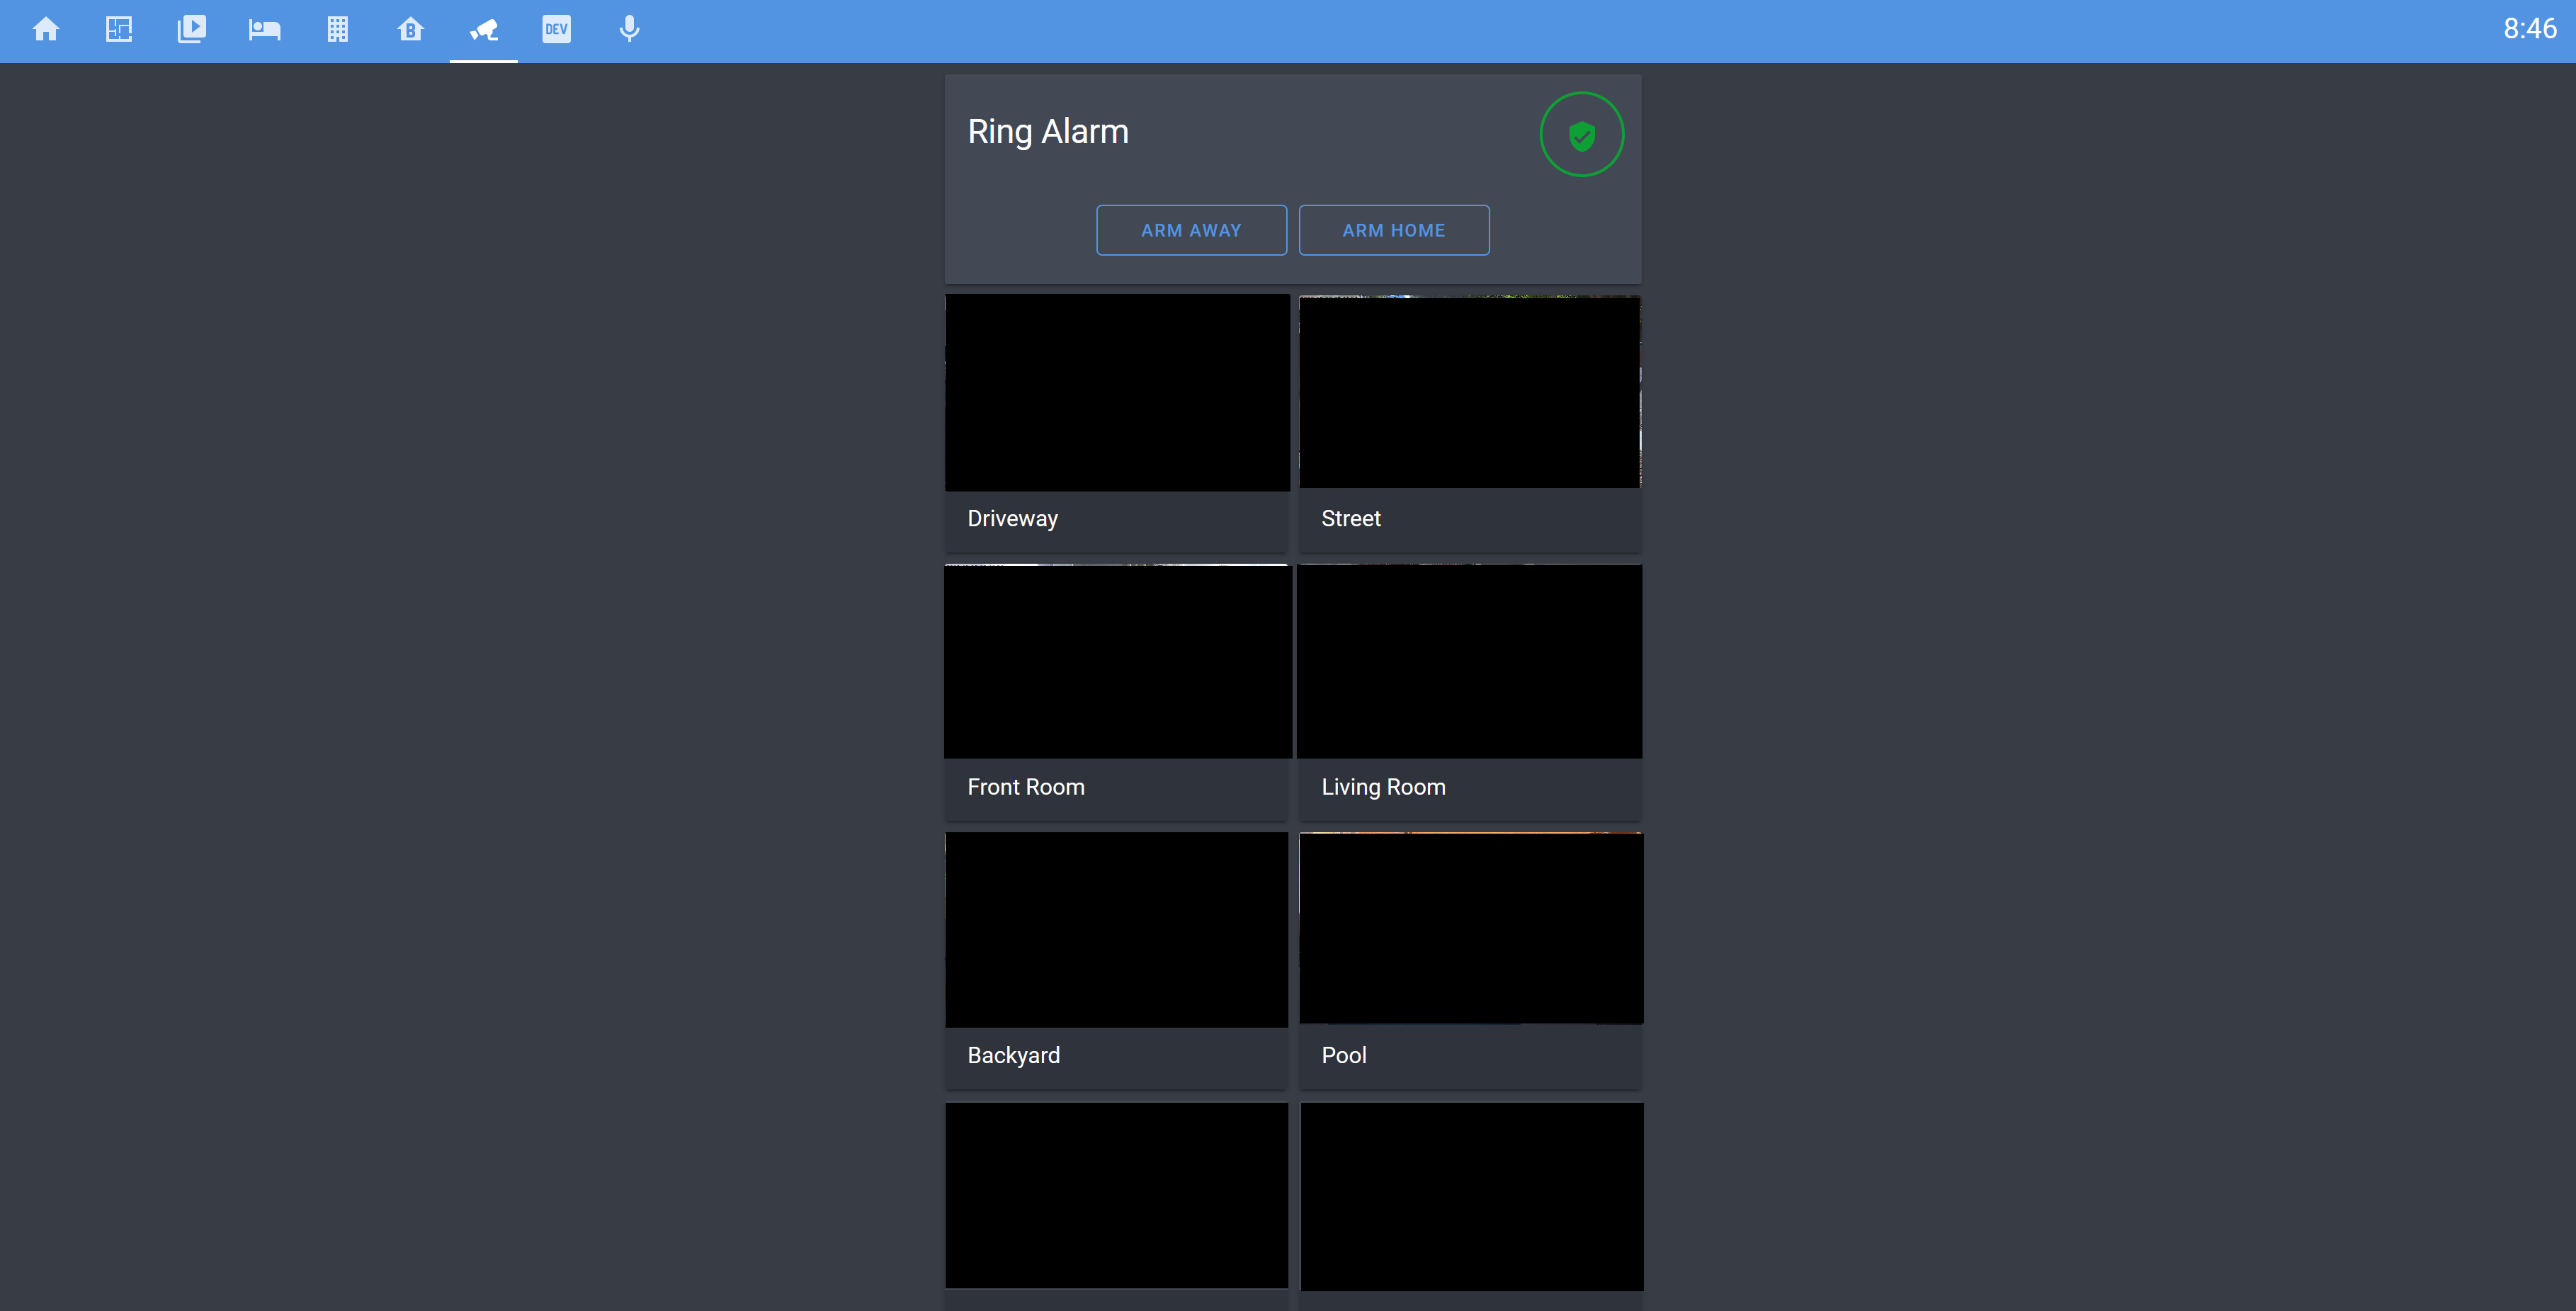 B
DEV
8:46
Ring Alarm
ARM AWAY
ARM HOME
Driveway
Street
Front Room
Living Room
Backyard
Pool